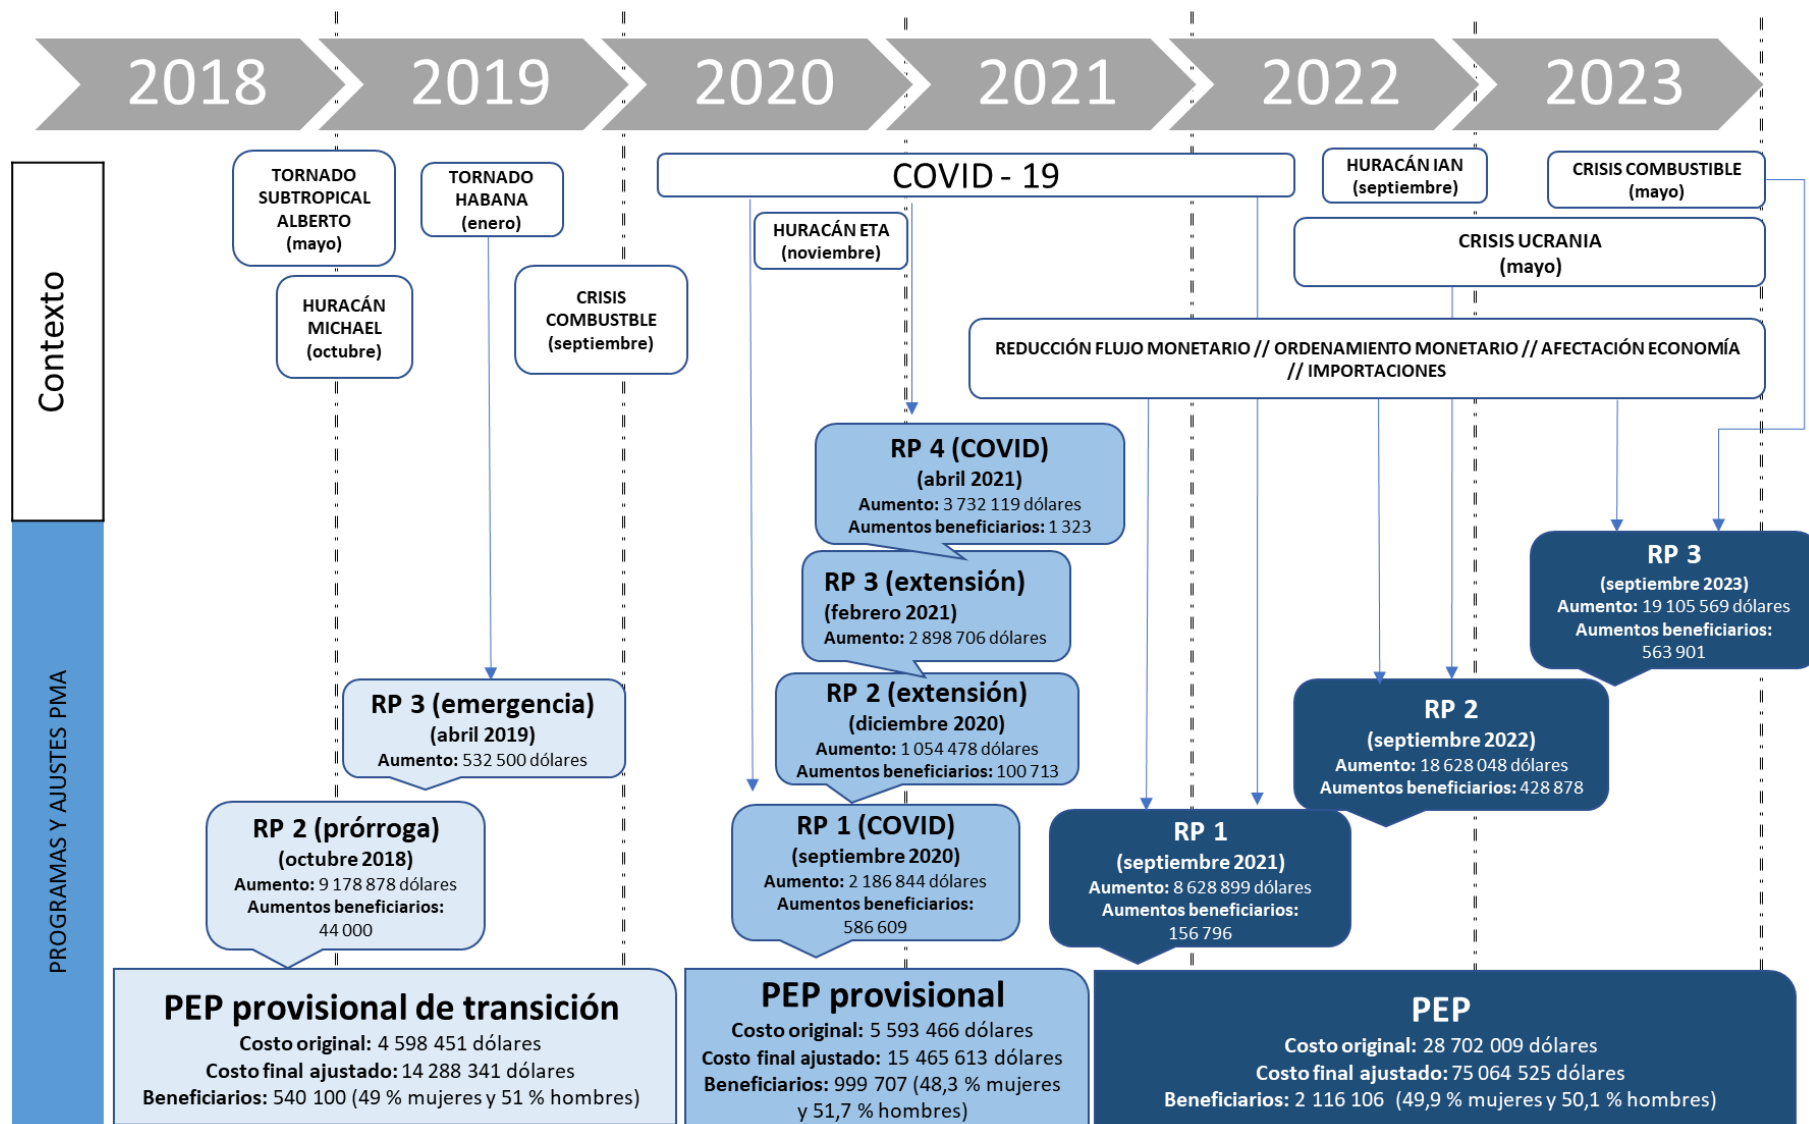 2018
2019
2020
2021
2022
2023
Contexto
TORNADO
SUBTROPICAL
ALBERTO
(mayo)
HURACÁN
MICHAEL
(octubre)
TORNADO
HABANA
(enero)
CRISIS
COMBUSTBLE
(septiembre)
COVID - 19
HURACÁN ETA
(noviembre)
HURACÁN IAN
(septiembre)
CRISIS COMBUSTIBLE
(mayo)
CRISIS UCRANIA
(mayo)
REDUCCIÓN FLUJO MONETARIO // ORDENAMIENTO MONETARIO // AFECTACIÓN ECONOMÍA
// IMPORTACIONES
PROGRAMAS Y AJUSTES PMA
RP 3 (emergencia)
(abril 2019)
Aumento: 532 500 dólares
RP 2 (prórroga)
(octubre 2018)
Aumento: 9 178 878 dólares
Aumentos beneficiarios:
44 000
PEP provisional de transición
Costo original: 4 598 451 dólares
Costo final ajustado: 14 288 341 dólares
Beneficiarios: 540 100 (49 % mujeres y 51 % hombres)
RP 4 (COVID)
(abril 2021)
Aumento: 3 732 119 dólares
Aumentos beneficiarios: 1 323
RP 3 (extensión)
(febrero 2021)
Aumento: 2 898 706 dólares
RP 2 (extensión)
(diciembre 2020)
Aumento: 1 054 478 dólares
Aumentos beneficiarios: 100 713
RP 1 (COVID)
(septiembre 2020)
Aumento: 2 186 844 dólares
Aumentos beneficiarios:
586 609
PEP provisional
Costo original: 5 593 466 dólares
Costo final ajustado: 15 465 613 dólares
Beneficiarios: 999 707 (48,3 % mujeres
y 51,7 % hombres)
RP 3
(septiembre 2023)
Aumento: 19 105 569 dólares
Aumentos beneficiarios:
563 901
RP 2
(septiembre 2022)
Aumento: 18 628 048 dólares
Aumentos beneficiarios: 428 878
RP 1
(septiembre 2021)
Aumento: 8 628 899 dólares
Aumentos beneficiarios:
156 796
PEP
Costo original: 28 702 009 dólares
Costo final ajustado: 75 064 525 dólares
Beneficiarios: 2 116 106 (49,9 % mujeres y 50,1 % hombres)